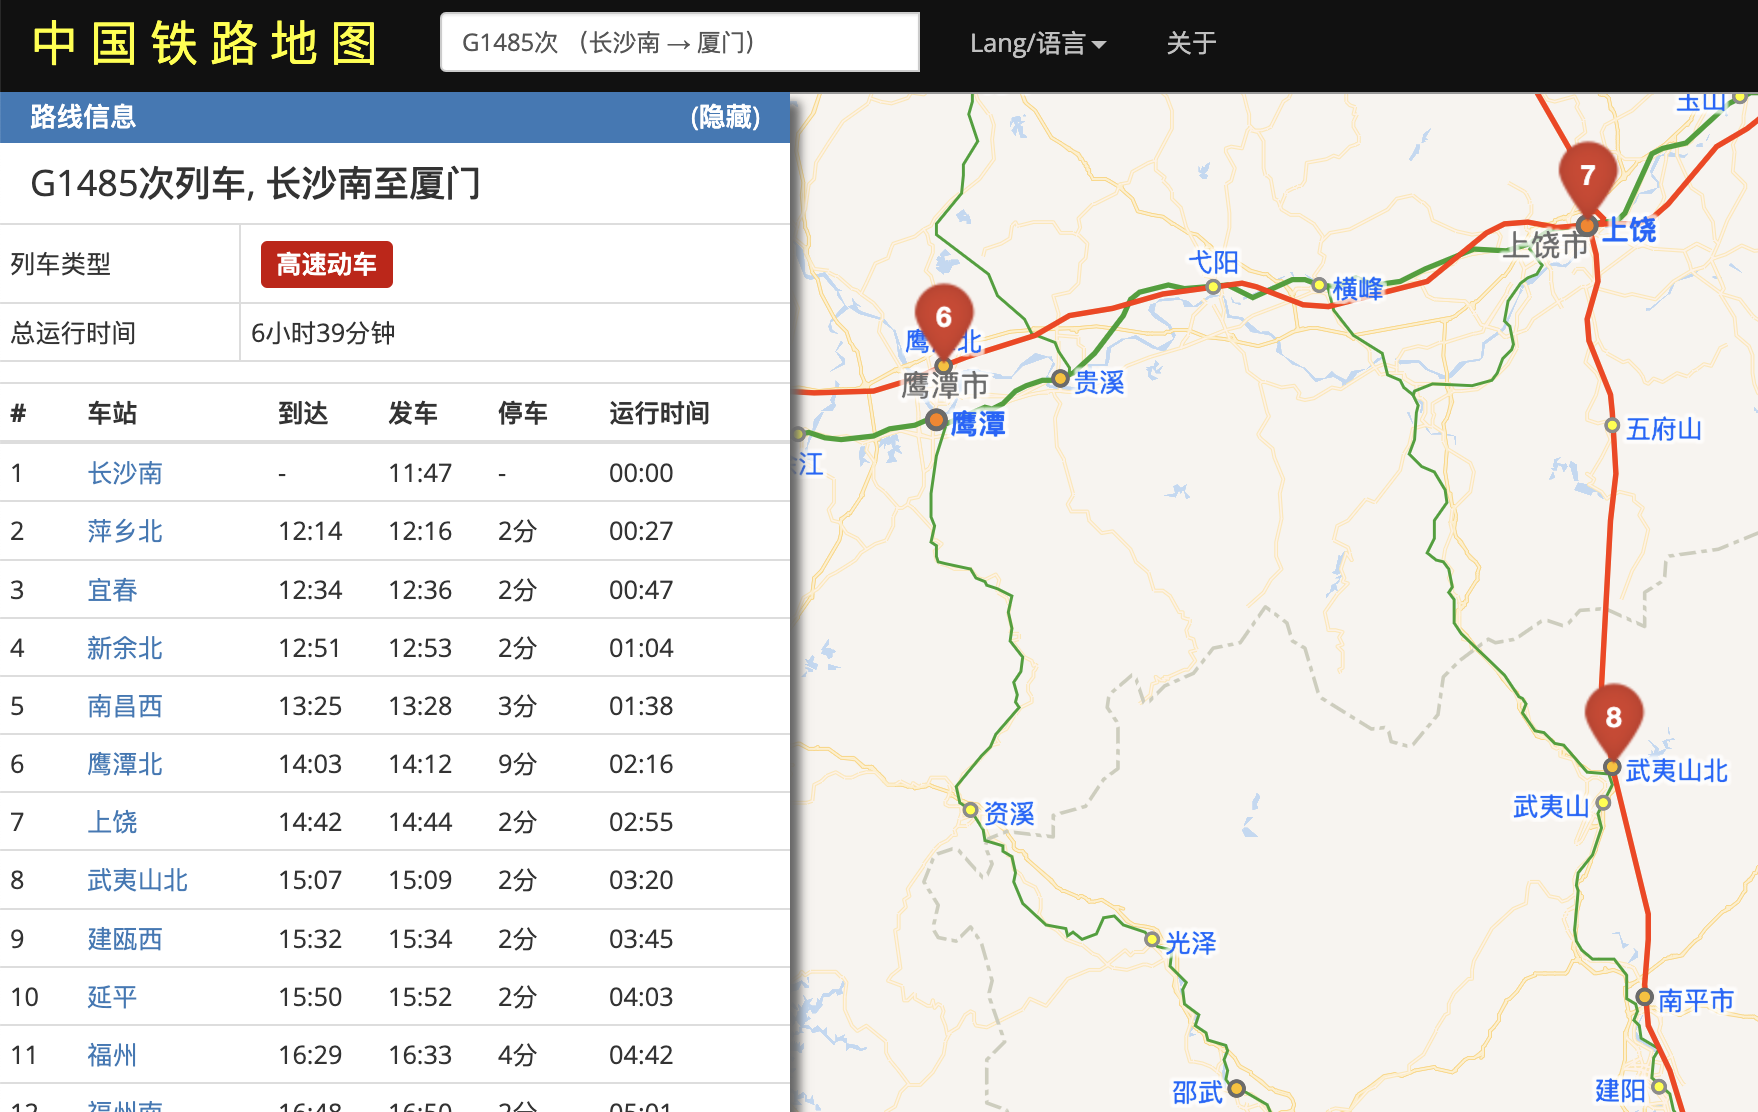 中国铁路地图
G1485次 （长沙南 → 厦门）
Lang/语言
关于
路线信息
(隐藏)
G1485次列车, 长沙南至厦门
列车类型 高速动车
总运行时间 6小时39分钟
# 车站 到达 发车 停车 运行时间
1 长沙南 - 11:47 - 00:00
2 萍乡北 12:14 12:16 2分 00:27
3 宜春 12:34 12:36 2分 00:47
4 新余北 12:51 12:53 2分 01:04
5 南昌西 13:25 13:28 3分 01:38
6 鹰潭北 14:03 14:12 9分 02:16
7 上饶 14:42 14:44 2分 02:55
8 武夷山北 15:07 15:09 2分 03:20
9 建瓯西 15:32 15:34 2分 03:45
10 延平 15:50 15:52 2分 04:03
11 福州 16:29 16:33 4分 04:42
12 福州南 16:48 16:50 2分 05:01
玉山
7
上饶市
上饶
弋阳
横峰
6
鹰潭北
鹰潭市
贵溪
鹰潭
江
五府山
8
武夷山北
武夷山
资溪
光泽
南平市
邵武
建阳